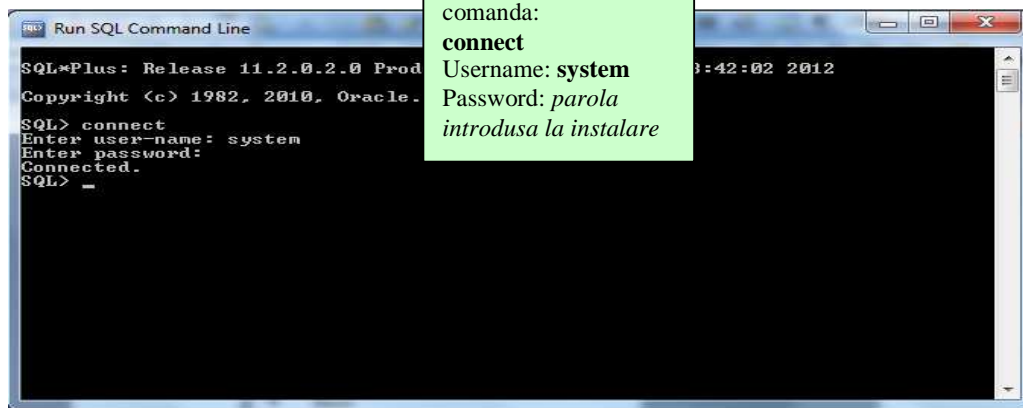 Run SQL Command Line
SQL*Plus: Release 11.2.0.2.0 Prod
:42:02 2012
Copyright (c) 1982, 2010, Oracle.
SQL> connect
Enter user-name: system
Enter password:
Connected.
SQL> _
comanda:
connect
Username: system
Password: parola
introdusa la instalare